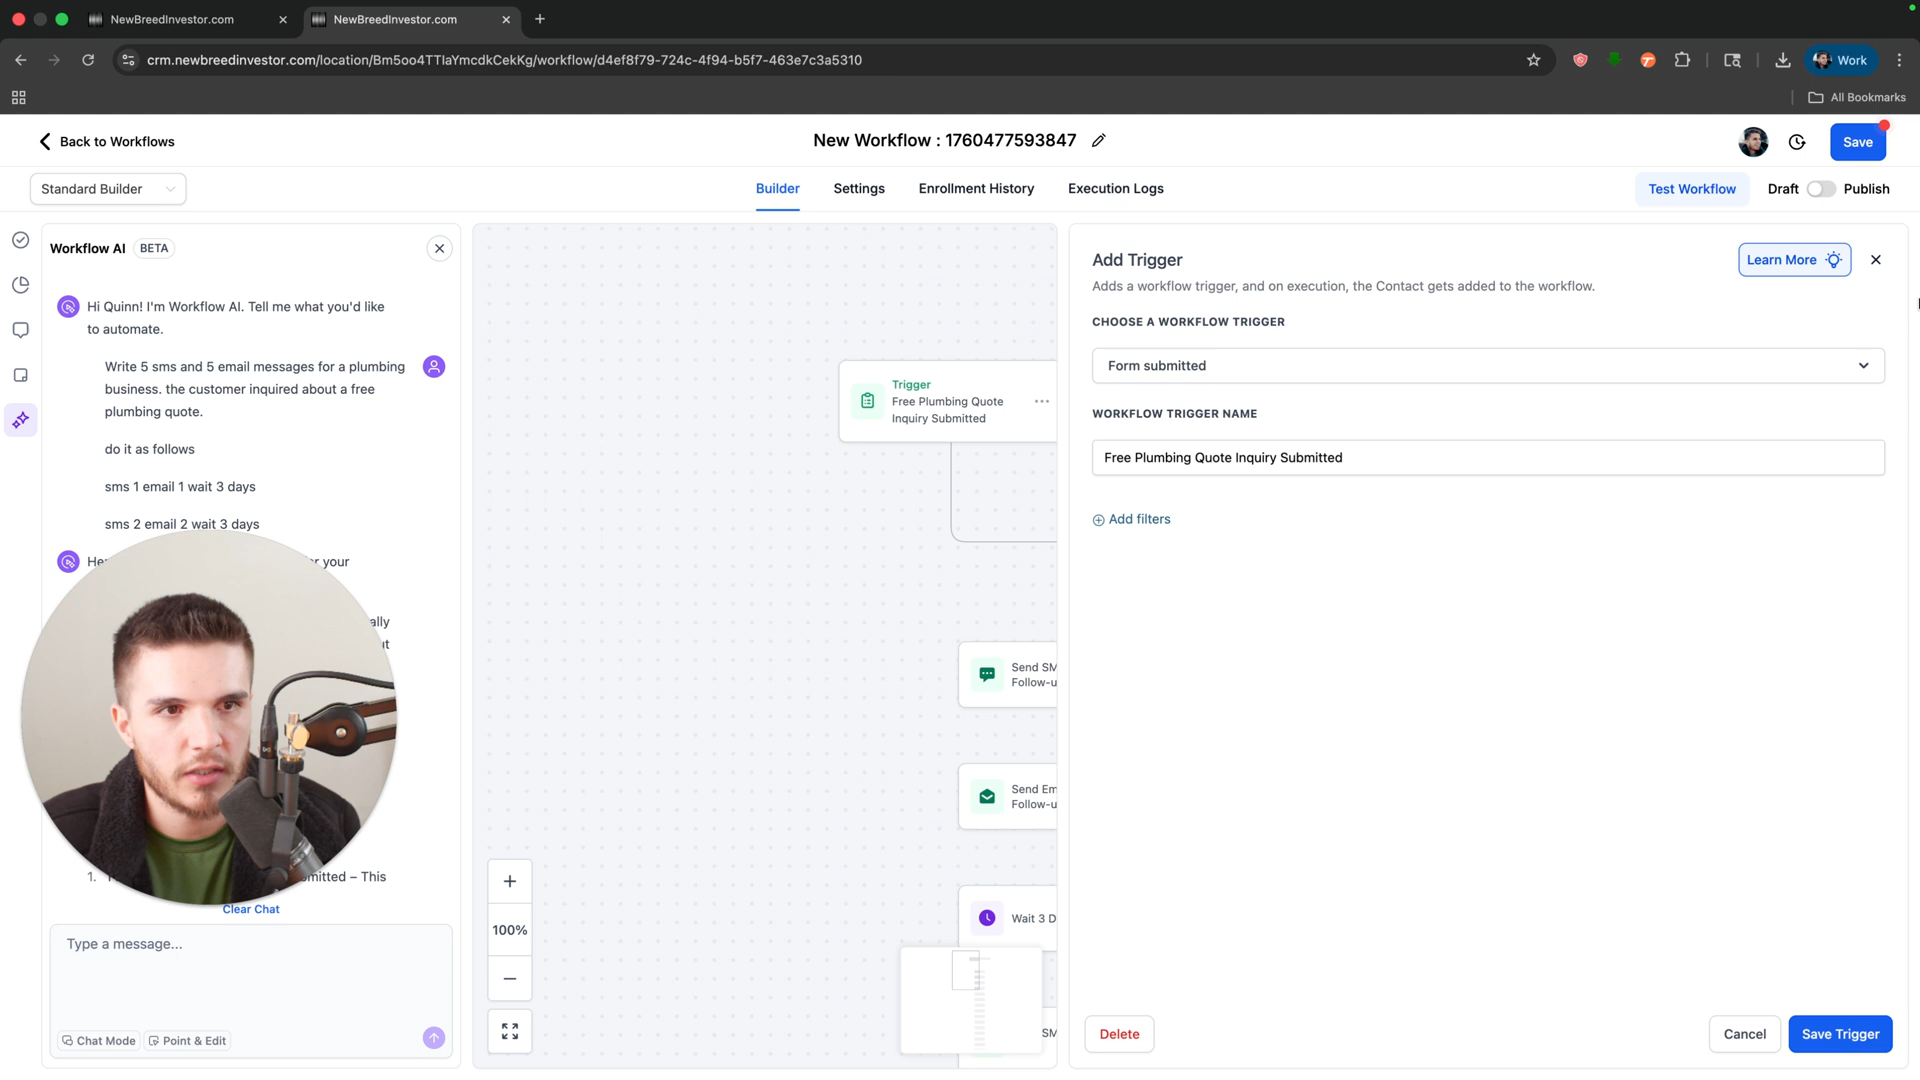 NewBreedInvestor.com
NewBreedInvestor.com
crm.newbreedinvestor.com/location/Bm5oo4TTIaYmcdkCekKg/workflow/d4ef8f79-724c-4f94-b5f7-463e7c3a5310
Work
All Bookmarks
Back to Workflows
New Workflow : 1760477593847
Save
Standard Builder
Builder
Settings
Enrollment History
Execution Logs
Test Workflow
Draft
Publish
Workflow AI
BETA
Hi Quinn! I'm Workflow AI. Tell me what you'd like
to automate.
Write 5 sms and 5 email messages for a plumbing
business. the customer inquired about a free
plumbing quote.
do it as follows
sms 1 email 1 wait 3 days
sms 2 email 2 wait 3 days
your
1.
mitted – This
Clear Chat
Type a message...
Chat Mode
Point & Edit
Trigger
Free Plumbing Quote
Inquiry Submitted
Send SM
Follow-u
Send Em
Follow-u
Wait 3 D
SM
100%
Add Trigger
Learn More
Adds a workflow trigger, and on execution, the Contact gets added to the workflow.
CHOOSE A WORKFLOW TRIGGER
Form submitted
WORKFLOW TRIGGER NAME
Free Plumbing Quote Inquiry Submitted
Add filters
Delete
Cancel
Save Trigger